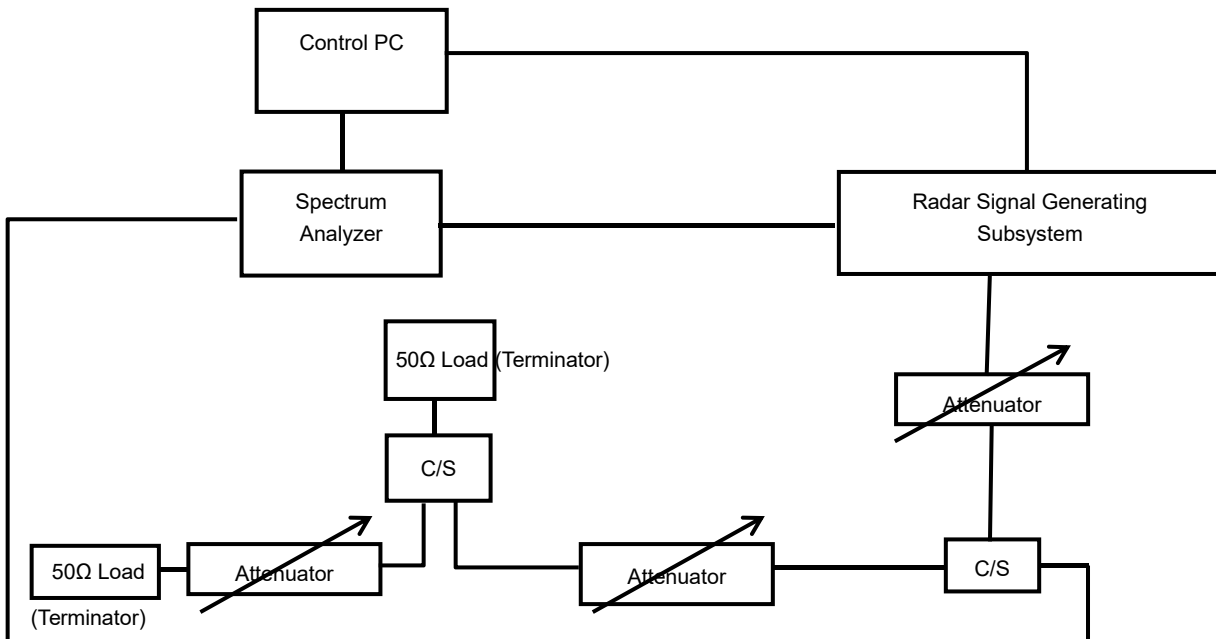 Control PC
Spectrum
Analyzer
Radar Signal Generating
Subsystem
50Ω Load (Terminator)
Attenuator
C/S
50Ω Load
(Terminator)
Attenuator
Attenuator
C/S